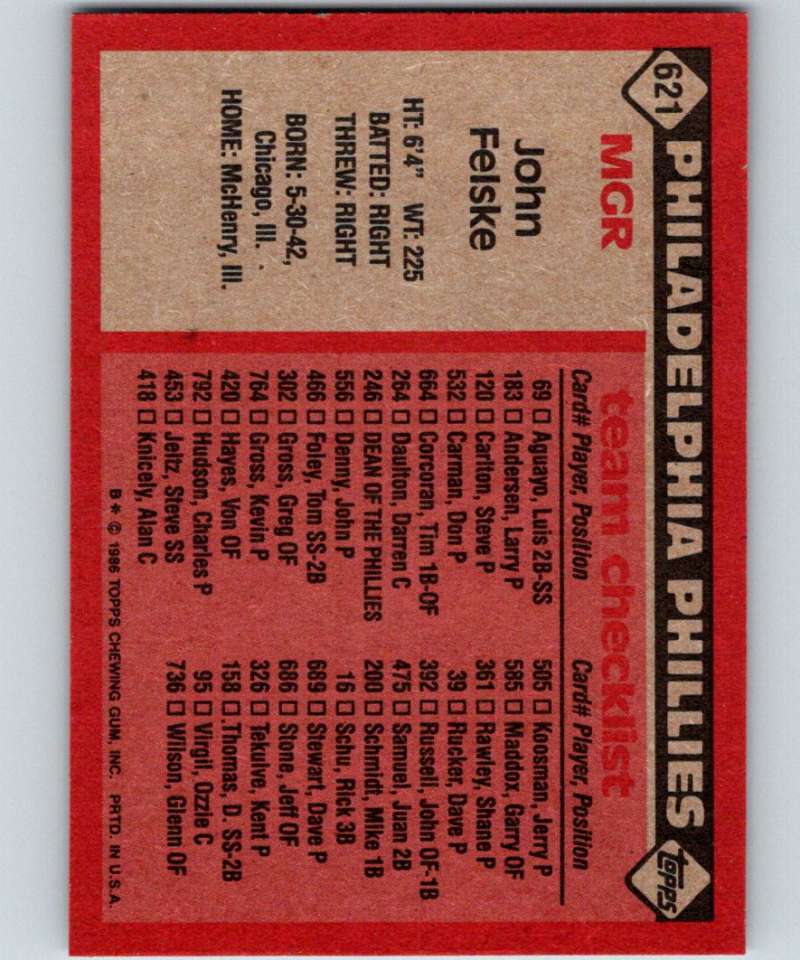 621
PHILADELPHIA PHILLIES
topps
MGR
John
Felske
HT: 6'4" WT: 225
BATTED: RIGHT
THREW: RIGHT
BORN: 5-30-42,
Chicago, Ill.
HOME: McHenry, Ill.
team checklist
Card# Player, Position
69 □ Aguayo, Luis 2B-SS
183 □ Andersen, Larry P
120 □ Carlton, Steve P
532 □ Carman, Don P
664 □ Corcoran, Tim 1B-OF
264 □ Daulton, Darren C
246 □ DEAN OF THE PHILLIES
556 □ Denny, John P
466 □ Foley, Tom SS-2B
302 □ Gross, Greg OF
764 □ Gross, Kevin P
420 □ Hayes, Von OF
792 □ Hudson, Charles P
453 □ Jeltz, Steve SS
418 □ Knicely, Alan C
Card# Player, Position
505 □ Koosman, Jerry P
585 □ Maddox, Garry OF
361 □ Rawley, Shane P
39 □ Rucker, Dave P
392 □ Russell, John OF-1B
475 □ Samuel, Juan 2B
200 □ Schmidt, Mike 1B
16 □ Schu, Rick 3B
689 □ Stewart, Dave P
686 □ Stone, Jeff OF
326 □ Tekulve, Kent P
158 □ Thomas, D. SS-2B
95 □ Virgil, Ozzie C
736 □ Wilson, Glenn OF
B* © 1986 TOPPS CHEWING GUM, INC. PRTD. IN U.S.A.